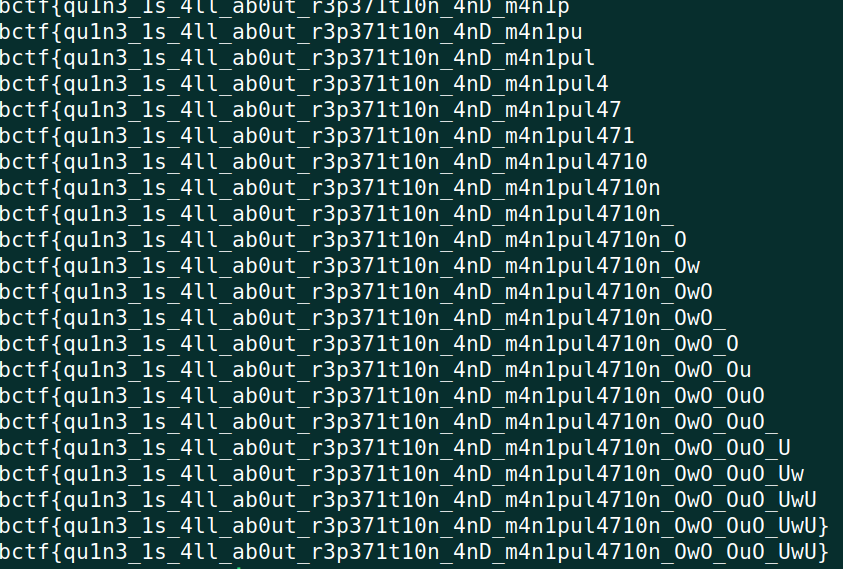 bctf{qu1n3_1s_4ll_ab0ut_r3p371t10n_4nD_m4n1p
bctf{qu1n3_1s_4ll_ab0ut_r3p371t10n_4nD_m4n1pu
bctf{qu1n3_1s_4ll_ab0ut_r3p371t10n_4nD_m4n1pul
bctf{qu1n3_1s_4ll_ab0ut_r3p371t10n_4nD_m4n1pul4
bctf{qu1n3_1s_4ll_ab0ut_r3p371t10n_4nD_m4n1pul47
bctf{qu1n3_1s_4ll_ab0ut_r3p371t10n_4nD_m4n1pul471
bctf{qu1n3_1s_4ll_ab0ut_r3p371t10n_4nD_m4n1pul4710
bctf{qu1n3_1s_4ll_ab0ut_r3p371t10n_4nD_m4n1pul4710n
bctf{qu1n3_1s_4ll_ab0ut_r3p371t10n_4nD_m4n1pul4710n_
bctf{qu1n3_1s_4ll_ab0ut_r3p371t10n_4nD_m4n1pul4710n_O
bctf{qu1n3_1s_4ll_ab0ut_r3p371t10n_4nD_m4n1pul4710n_Ow
bctf{qu1n3_1s_4ll_ab0ut_r3p371t10n_4nD_m4n1pul4710n_OwO
bctf{qu1n3_1s_4ll_ab0ut_r3p371t10n_4nD_m4n1pul4710n_OwO_
bctf{qu1n3_1s_4ll_ab0ut_r3p371t10n_4nD_m4n1pul4710n_OwO_O
bctf{qu1n3_1s_4ll_ab0ut_r3p371t10n_4nD_m4n1pul4710n_OwO_Ou
bctf{qu1n3_1s_4ll_ab0ut_r3p371t10n_4nD_m4n1pul4710n_OwO_OuO
bctf{qu1n3_1s_4ll_ab0ut_r3p371t10n_4nD_m4n1pul4710n_OwO_OuO_
bctf{qu1n3_1s_4ll_ab0ut_r3p371t10n_4nD_m4n1pul4710n_OwO_OuO_U
bctf{qu1n3_1s_4ll_ab0ut_r3p371t10n_4nD_m4n1pul4710n_OwO_OuO_Uw
bctf{qu1n3_1s_4ll_ab0ut_r3p371t10n_4nD_m4n1pul4710n_OwO_OuO_UwU
bctf{qu1n3_1s_4ll_ab0ut_r3p371t10n_4nD_m4n1pul4710n_OwO_OuO_UwU}
bctf{qu1n3_1s_4ll_ab0ut_r3p371t10n_4nD_m4n1pul4710n_OwO_OuO_UwU}